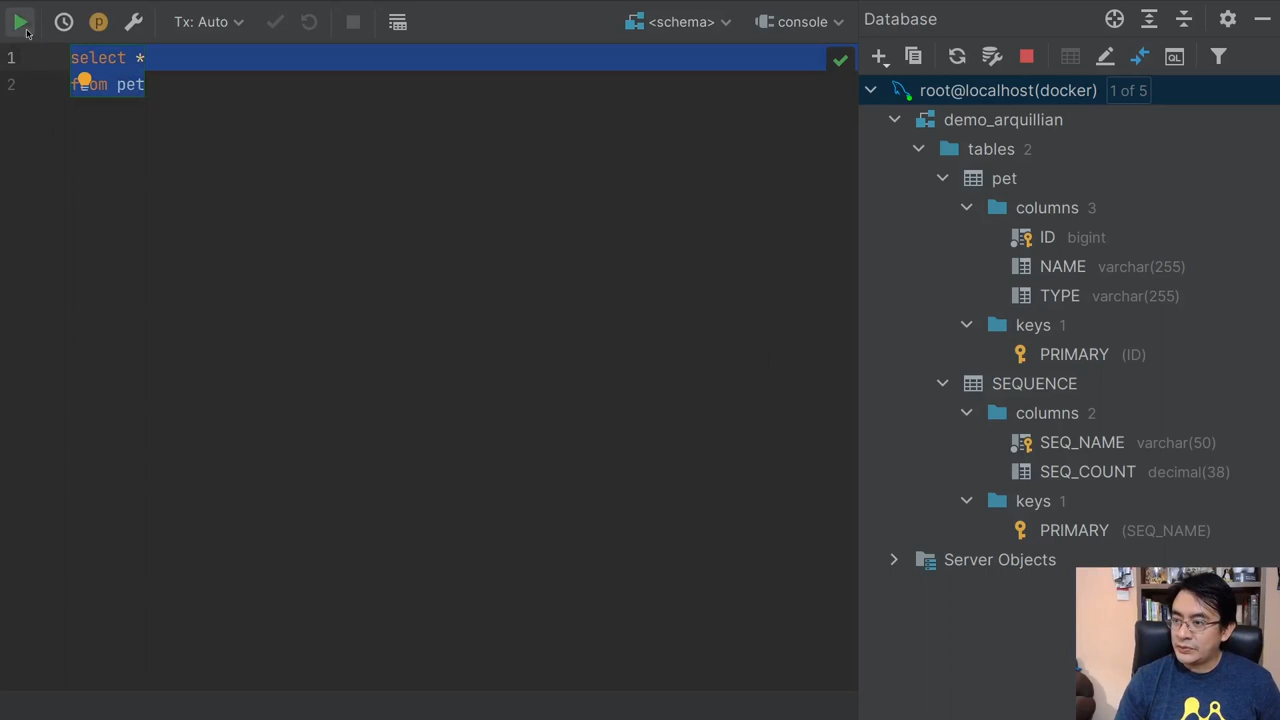 Tx: Auto
<schema>
console
Database
1 select *
2 from pet
root@localhost(docker) 1 of 5
demo_arquillian
tables 2
pet
columns 3
ID bigint
NAME varchar(255)
TYPE varchar(255)
keys 1
PRIMARY (ID)
SEQUENCE
columns 2
SEQ_NAME varchar(50)
SEQ_COUNT decimal(38)
keys 1
PRIMARY (SEQ_NAME)
Server Objects
p
QL